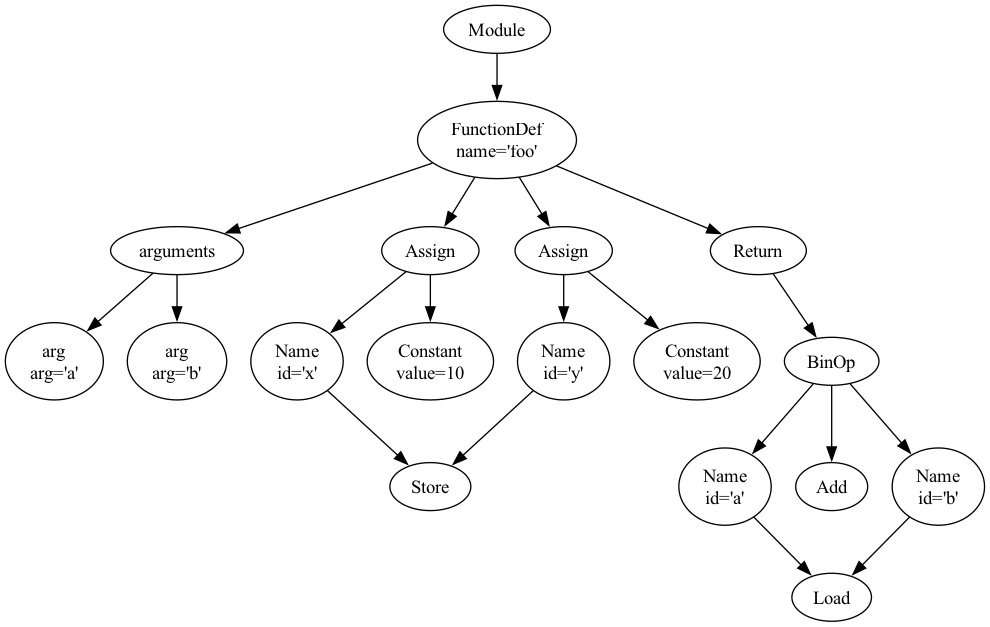 Module
FunctionDef
name='foo'
arguments
Assign
Assign
Return
arg
arg='a'
arg
arg='b'
Name
id='x'
Constant
value=10
Name
id='y'
Constant
value=20
BinOp
Store
Name
id='a'
Add
Name
id='b'
Load